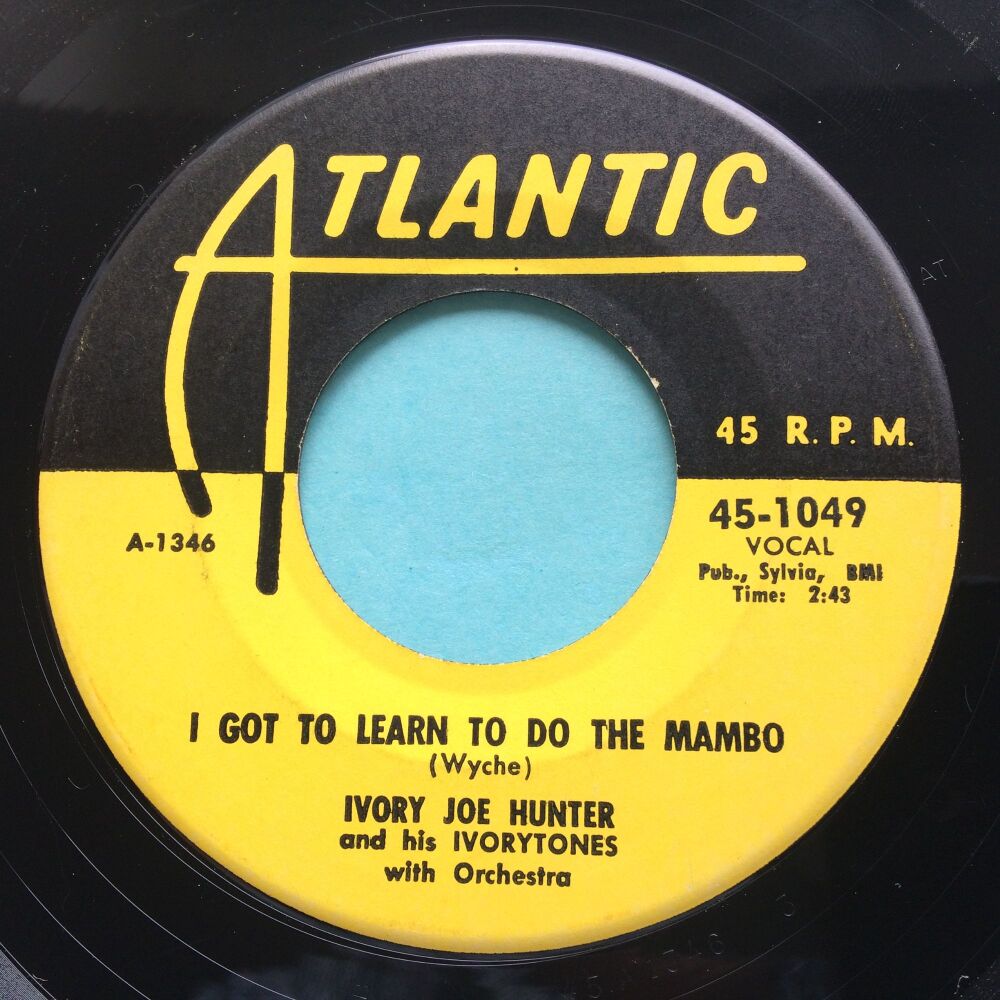 ATLANTIC
45 R. P. M.
45-1049
VOCAL
Pub., Sylvia, BMI
Time: 2:43
A-1346
I GOT TO LEARN TO DO THE MAMBO
(Wyche)
IVORY JOE HUNTER
and his IVORYTONES
with Orchestra
AT